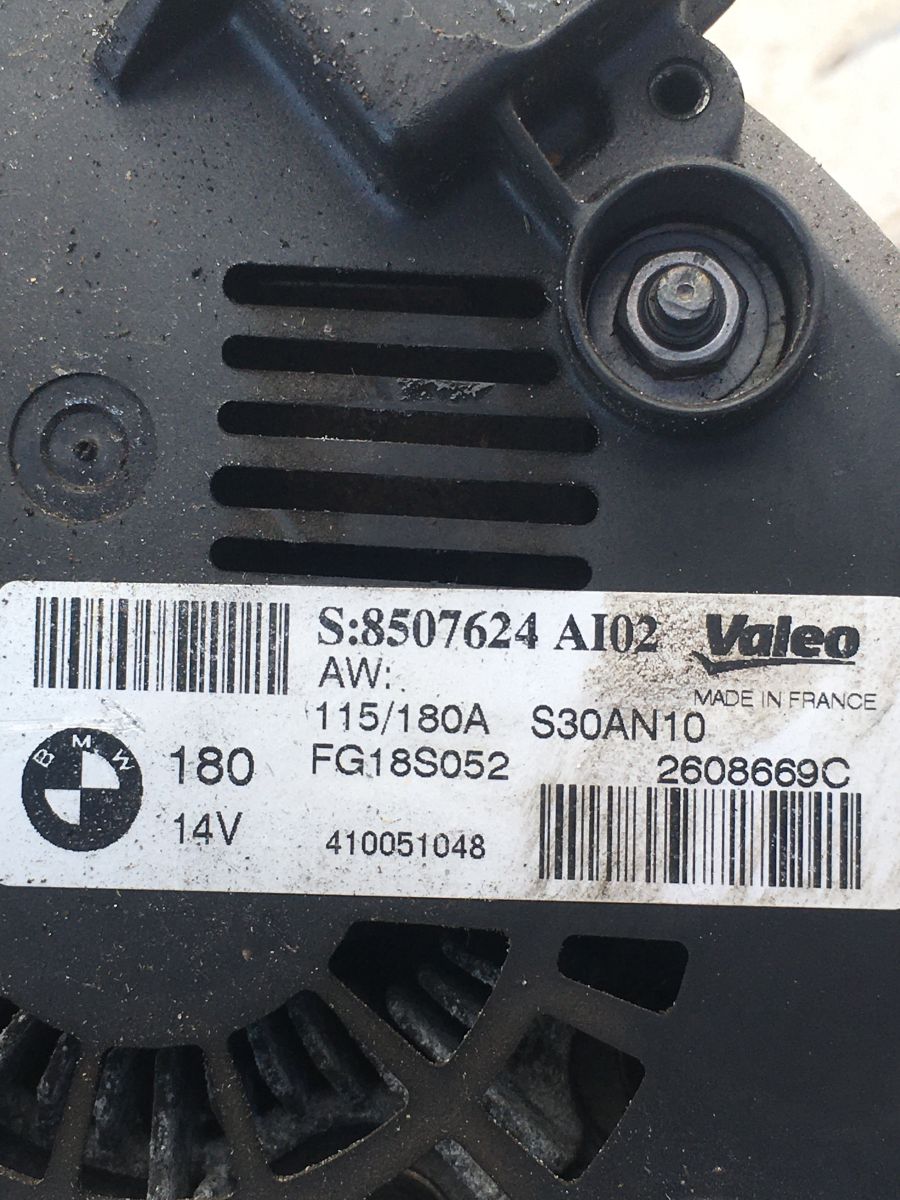 S:8507624 AI02
Valeo
AW:
MADE IN FRANCE
115/180A S30AN10
BMW
180
FG18S052
2608669C
14V
410051048